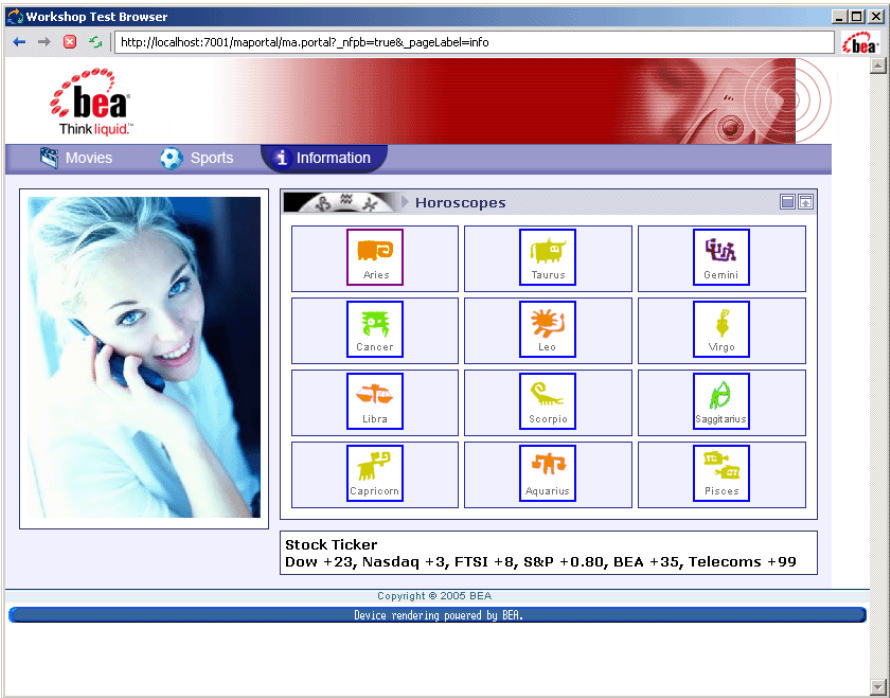 Workshop Test Browser
http://localhost:7001/maportal/ma.portal?_nfpb=true&_pageLabel=info
bea
bea
Think liquid.™
Movies Sports Information
Horoscopes
Aries Taurus Gemini
Cancer Leo Virgo
Libra Scorpio Saggitarius
Capricorn Aquarius Pisces
Stock Ticker
Dow +23, Nasdaq +3, FTSI +8, S&P +0.80, BEA +35, Telecoms +99
Copyright © 2005 BEA
Device rendering powered by BEA.